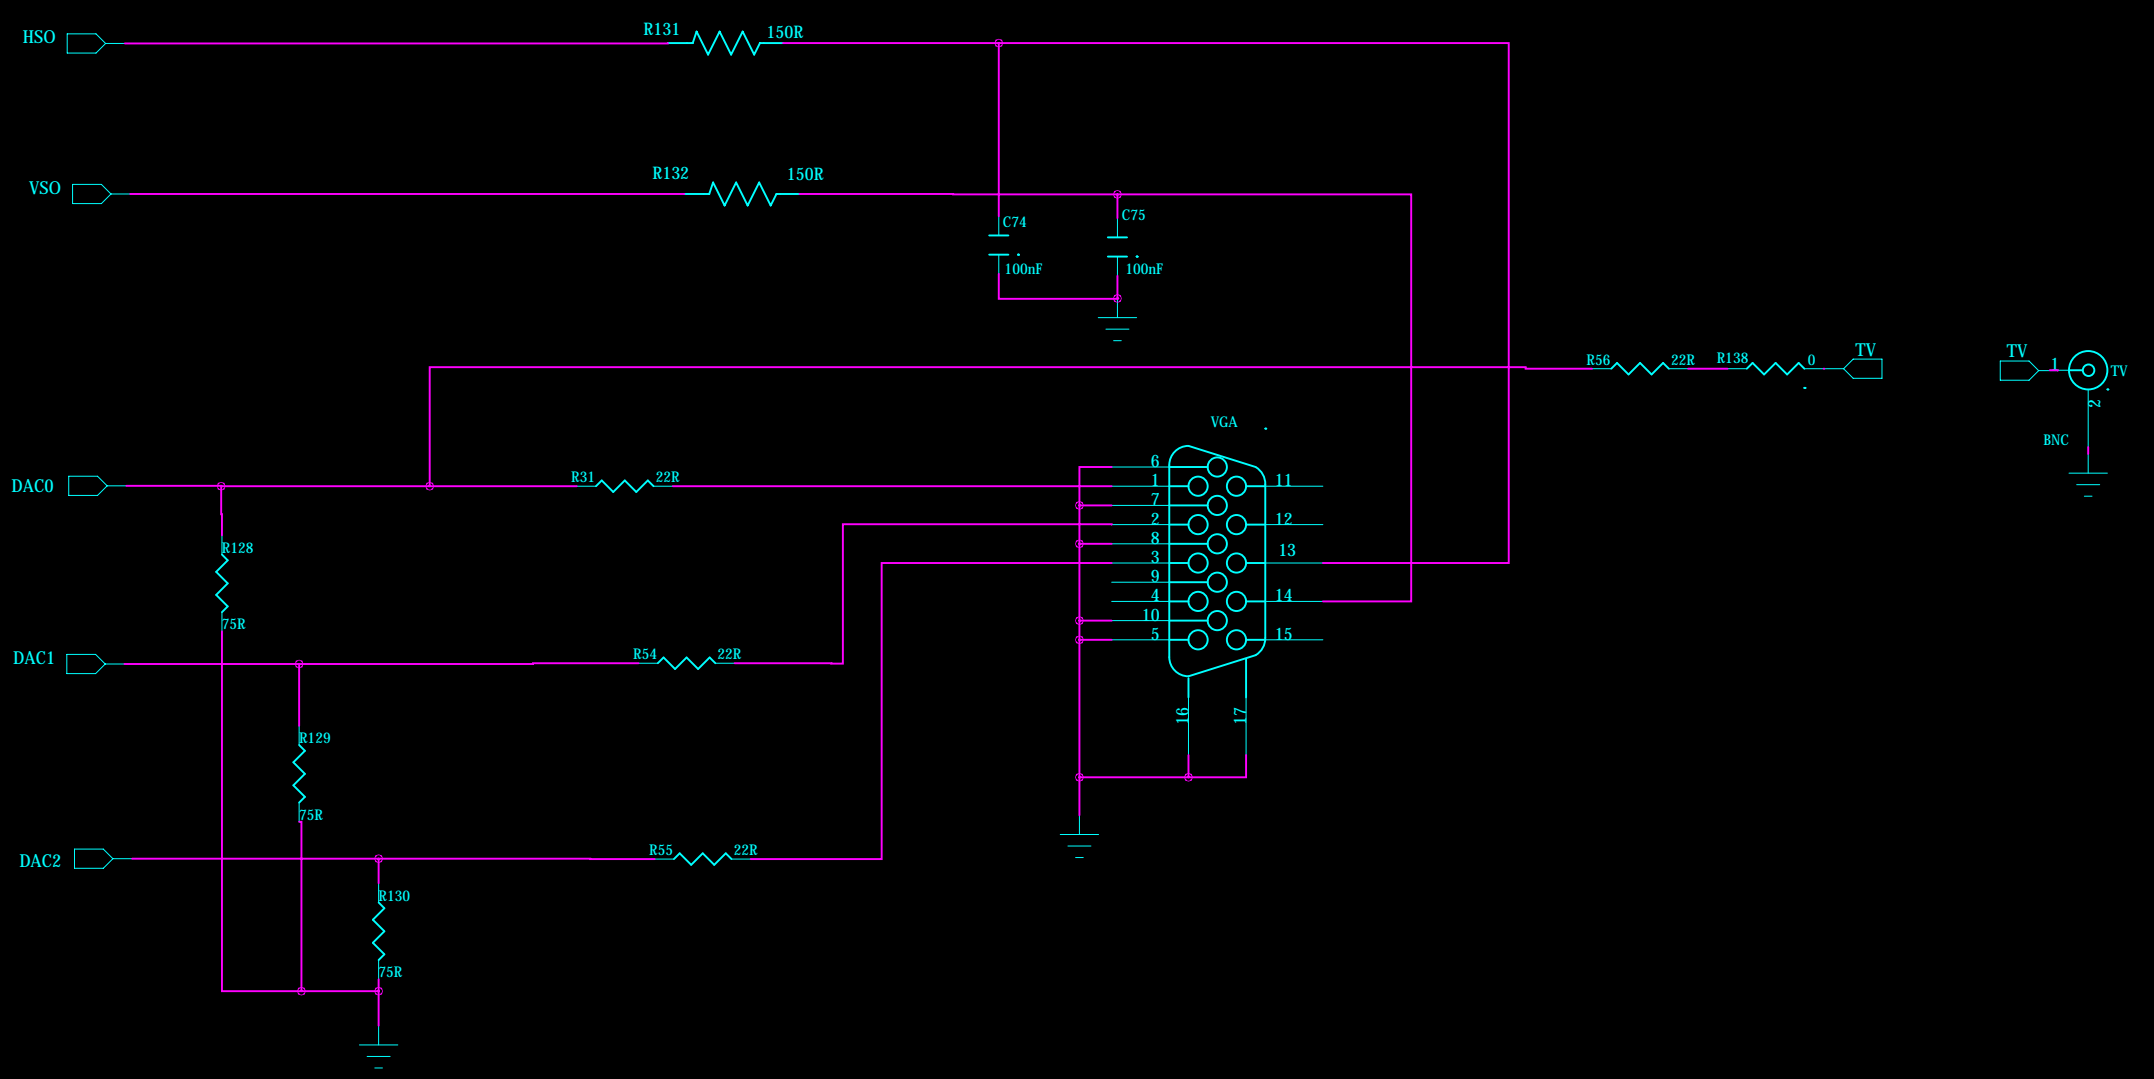 HSO
R131
150R
VSO
R132
150R
C74
100nF
C75
100nF
R56
22R
R138
0
TV
TV
1
TV
2
BNC
VGA
DAC0
R31
22R
6
1
7
2
8
3
9
4
10
5
11
12
13
14
15
16
17
R128
75R
DAC1
R54
22R
R129
75R
DAC2
R55
22R
R130
75R